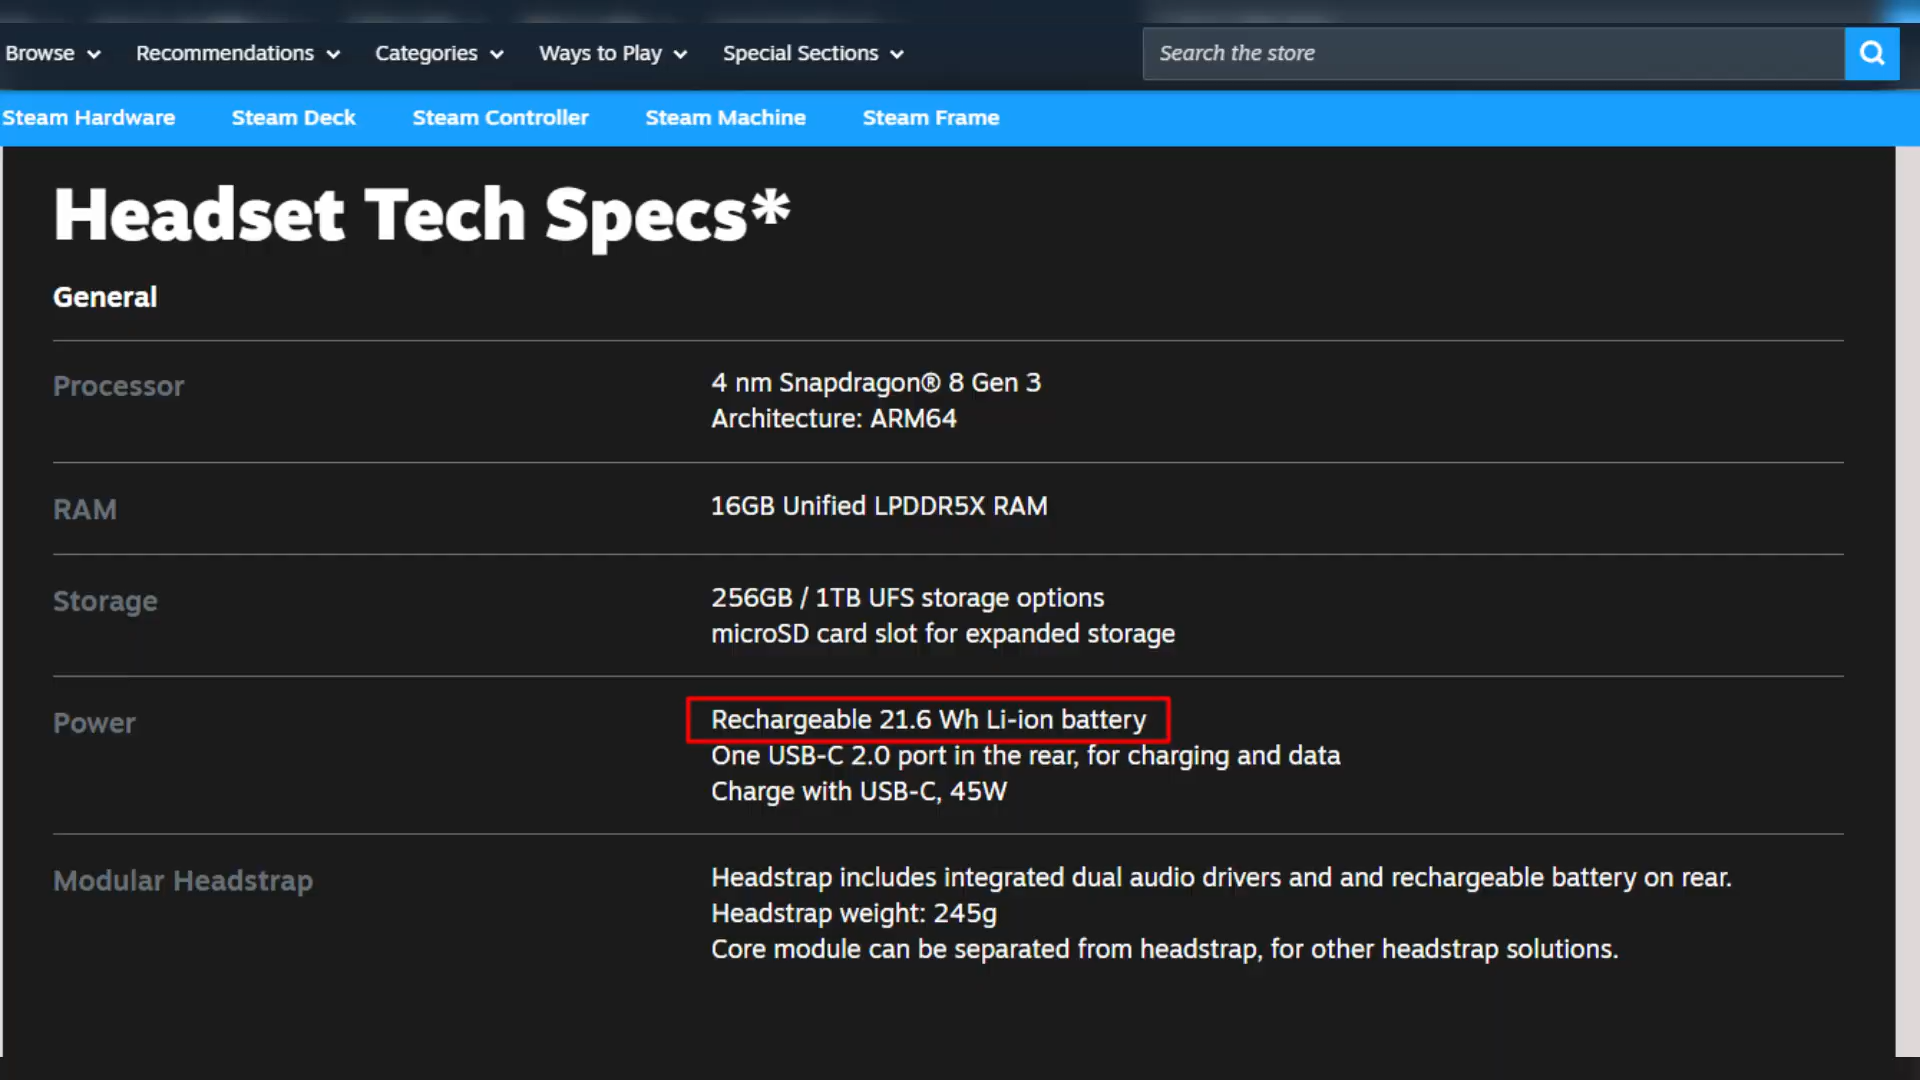 Browse Recommendations Categories Ways to Play Special Sections Search the store
Steam Hardware Steam Deck Steam Controller Steam Machine Steam Frame
Headset Tech Specs*
General
Processor
4 nm Snapdragon® 8 Gen 3
Architecture: ARM64
RAM
16GB Unified LPDDR5X RAM
Storage
256GB / 1TB UFS storage options
microSD card slot for expanded storage
Power
Rechargeable 21.6 Wh Li-ion battery
One USB-C 2.0 port in the rear, for charging and data
Charge with USB-C, 45W
Modular Headstrap
Headstrap includes integrated dual audio drivers and and rechargeable battery on rear.
Headstrap weight: 245g
Core module can be separated from headstrap, for other headstrap solutions.